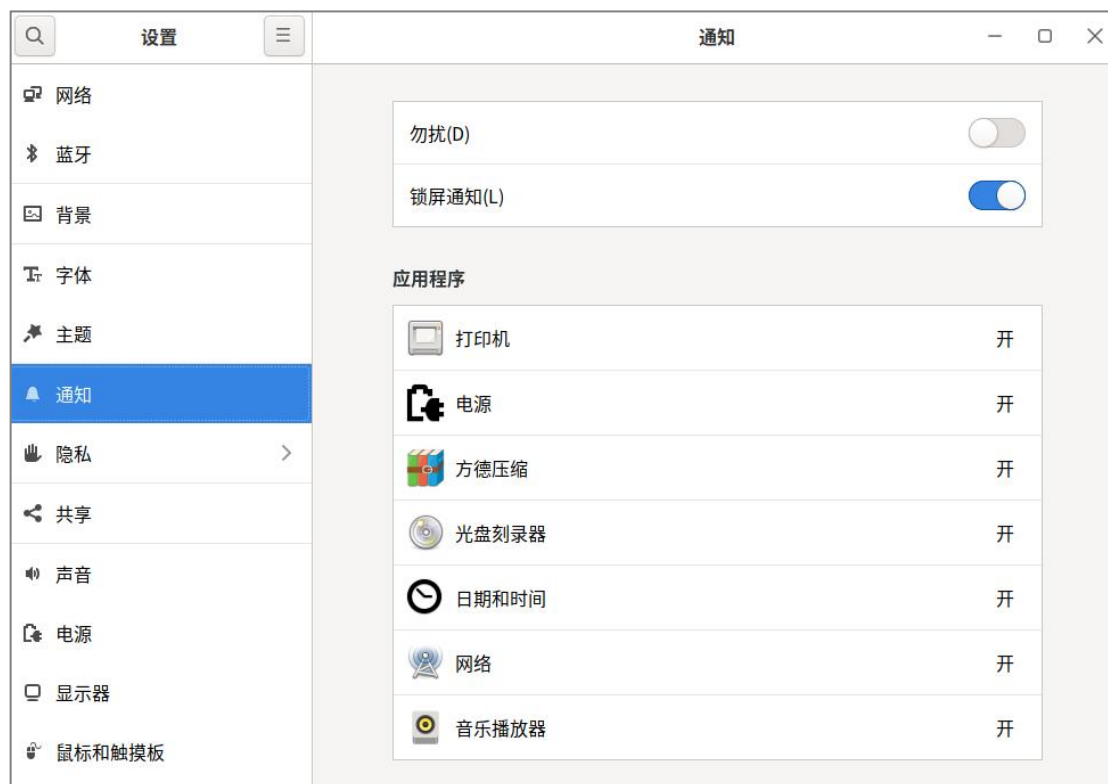 设置
通知
网络
蓝牙
背景
字体
主题
通知
隐私
共享
声音
电源
显示器
鼠标和触摸板
勿扰(D)
锁屏通知(L)
应用程序
打印机 开
电源 开
方德压缩 开
光盘刻录器 开
日期和时间 开
网络 开
音乐播放器 开